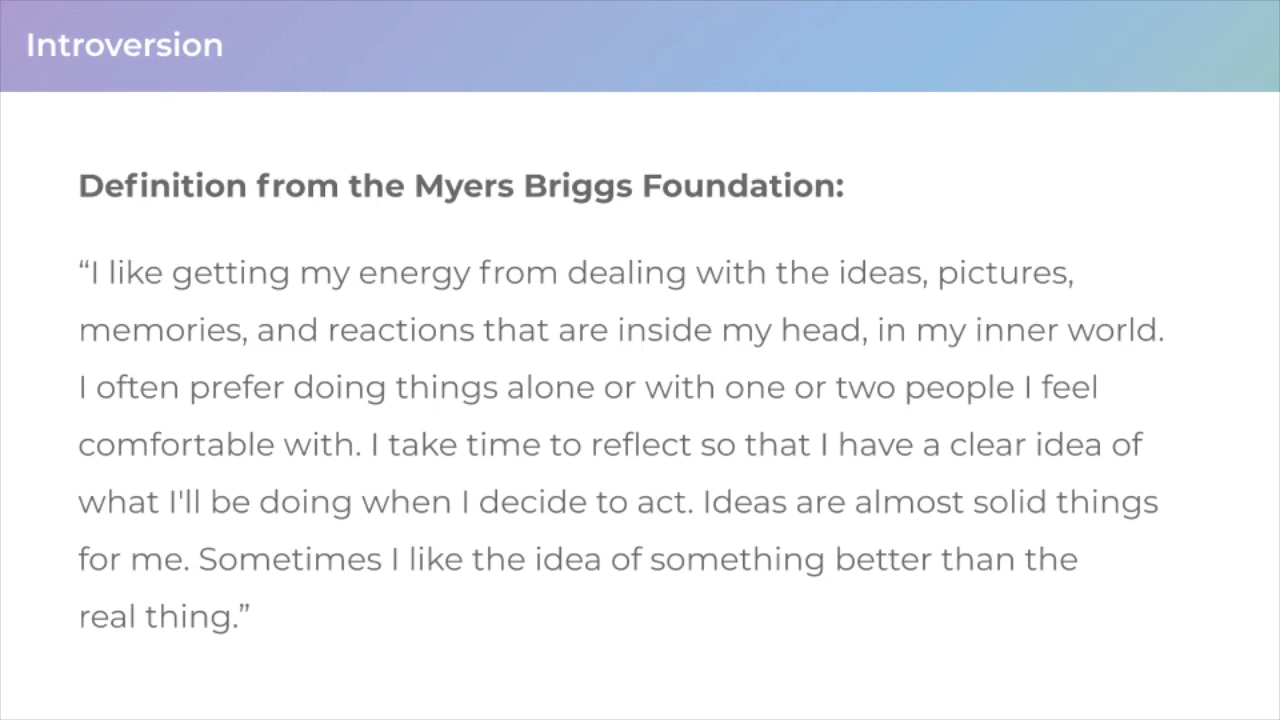 Introversion
Definition from the Myers Briggs Foundation:
“I like getting my energy from dealing with the ideas, pictures,
memories, and reactions that are inside my head, in my inner world.
I often prefer doing things alone or with one or two people I feel
comfortable with. I take time to reflect so that I have a clear idea of
what I'll be doing when I decide to act. Ideas are almost solid things
for me. Sometimes I like the idea of something better than the
real thing.”